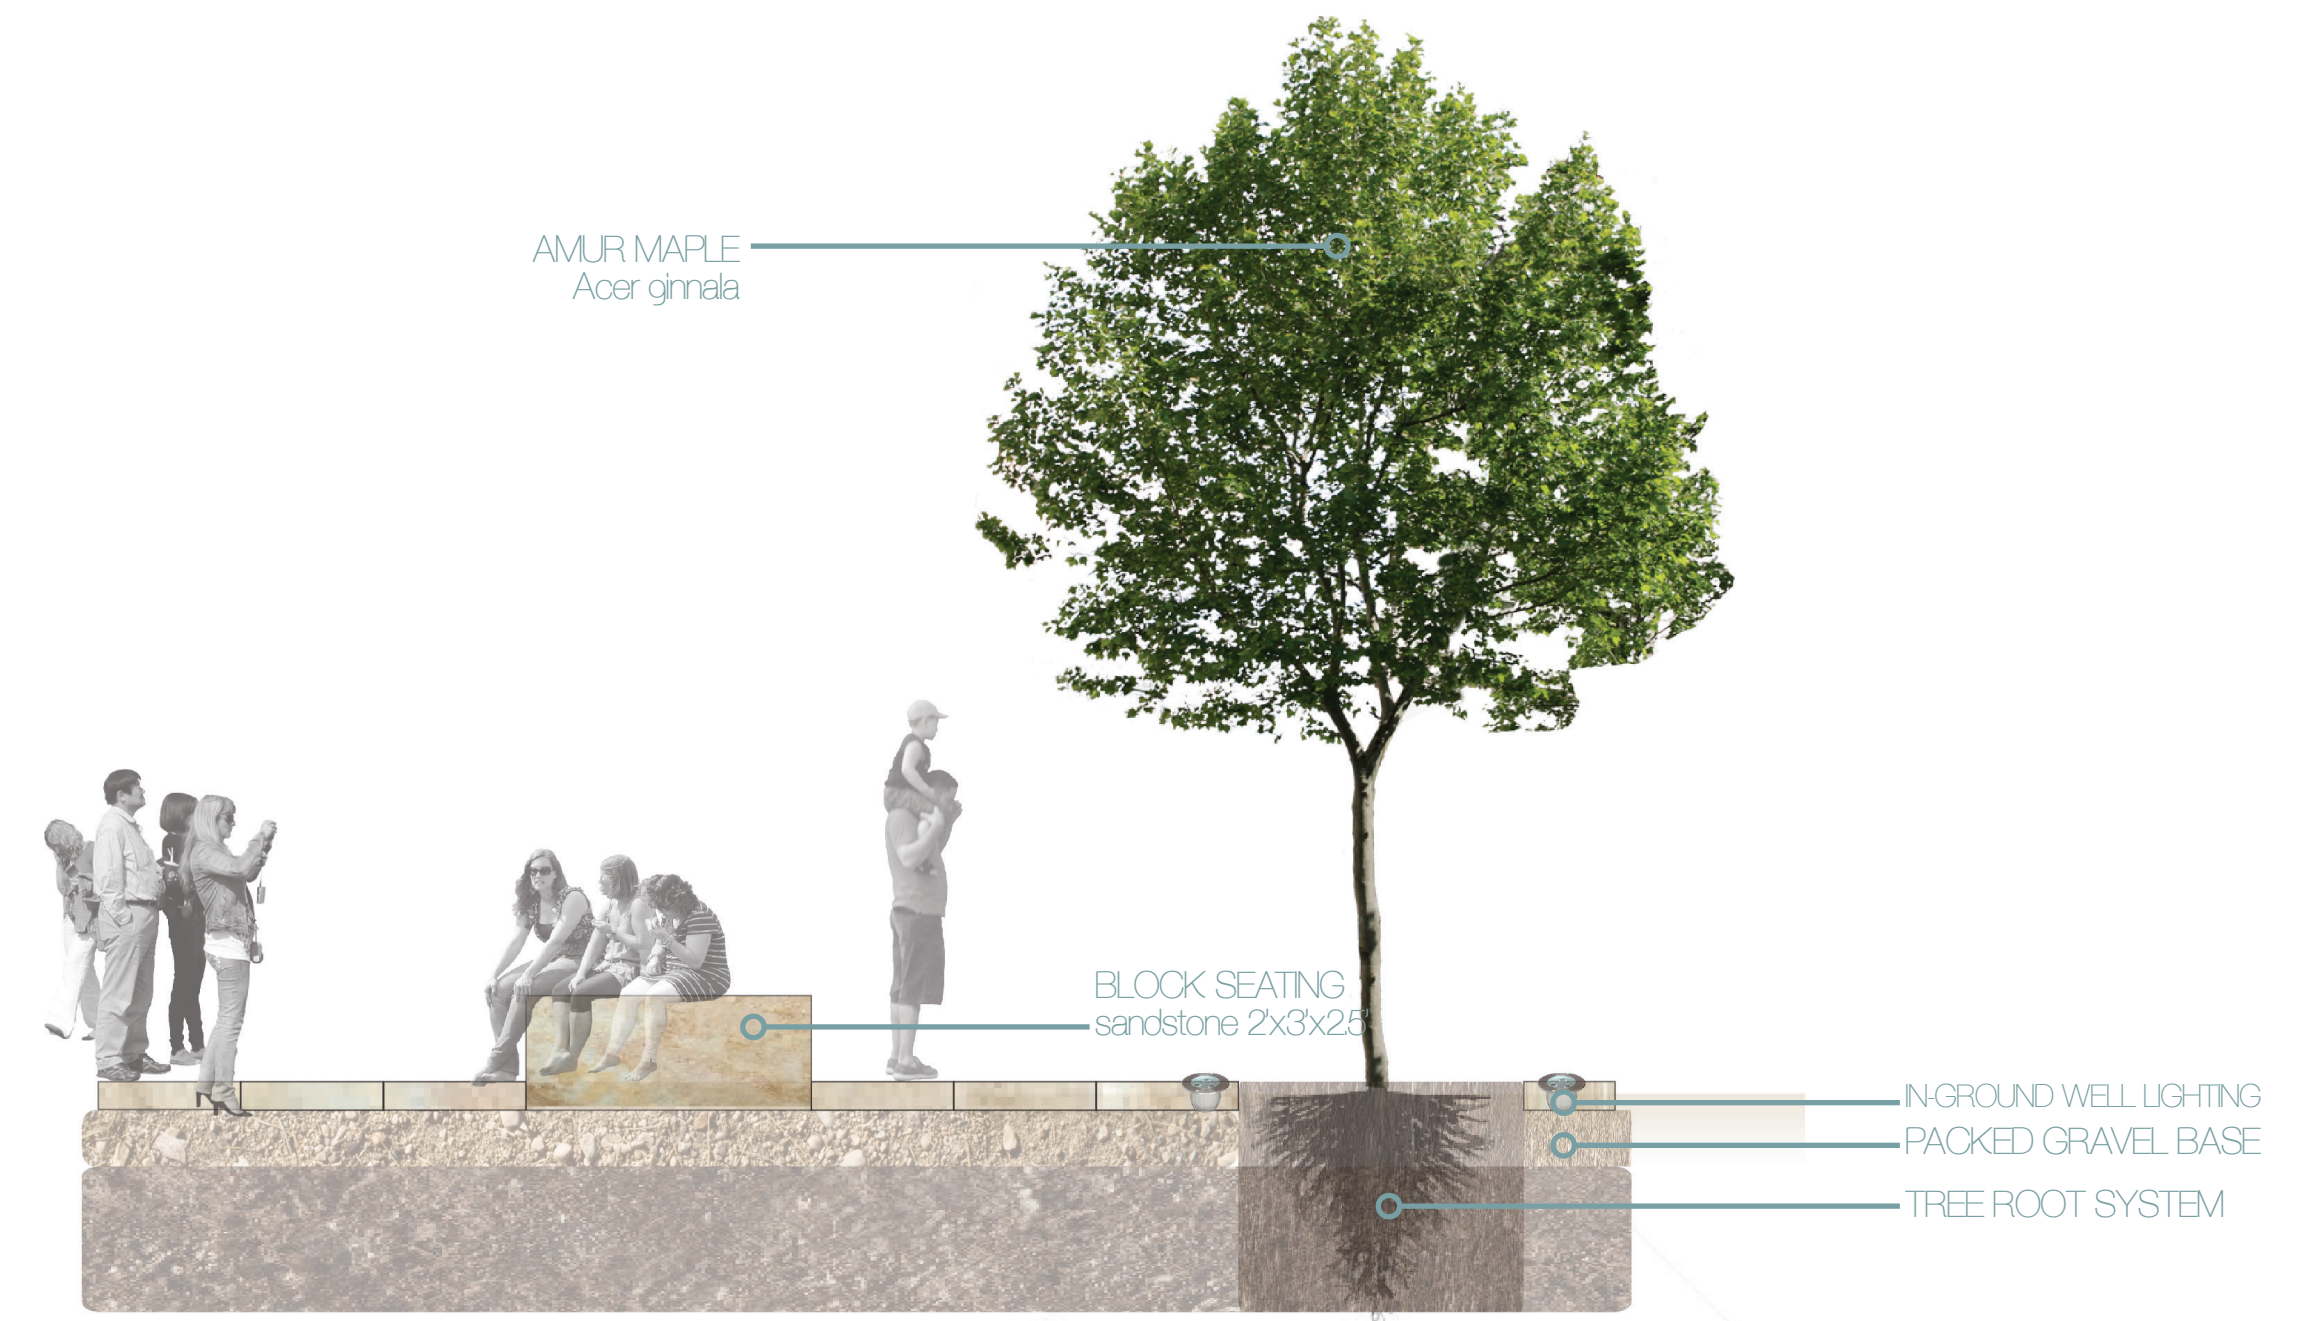 AMUR MAPLE
Acer ginnala
BLOCK SEATING
sandstone 2'x3'x2.5'
IN-GROUND WELL LIGHTING
PACKED GRAVEL BASE
TREE ROOT SYSTEM